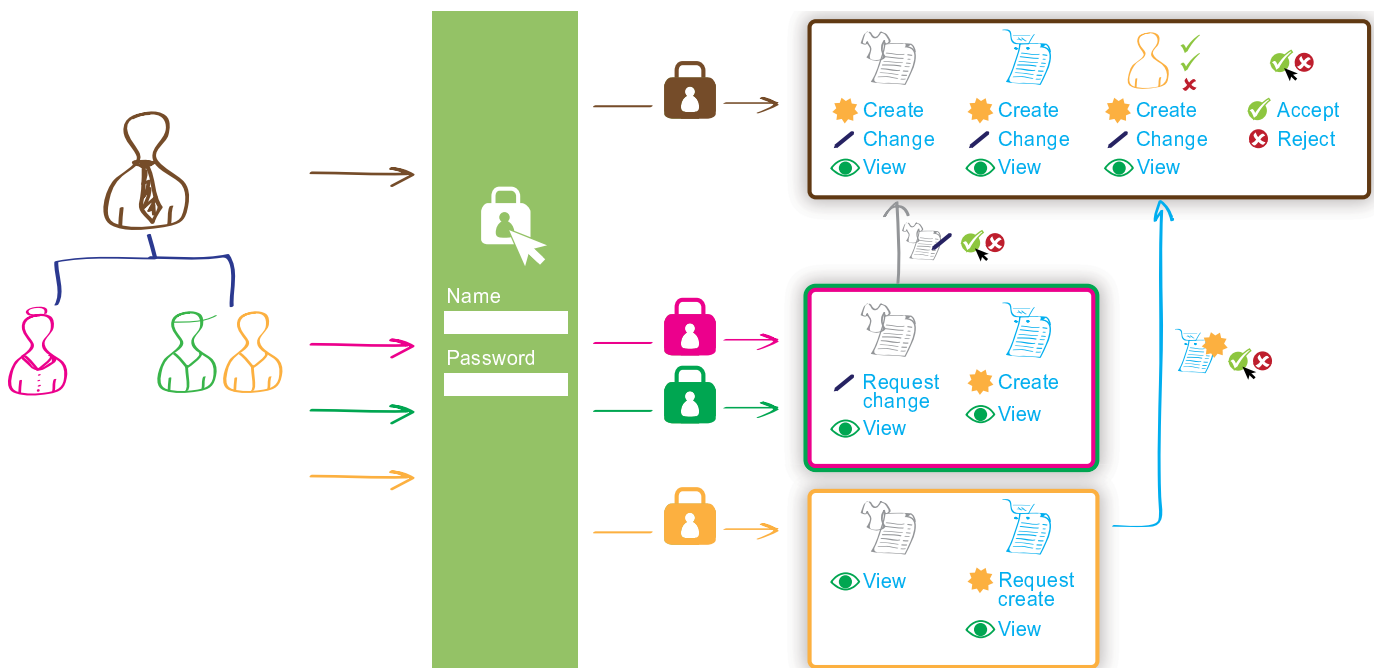 Name
Password
Create
Change
View
Create
Change
View
Create
Change
View
Accept
Reject
Request
change
View
Create
View
View
Request
create
View